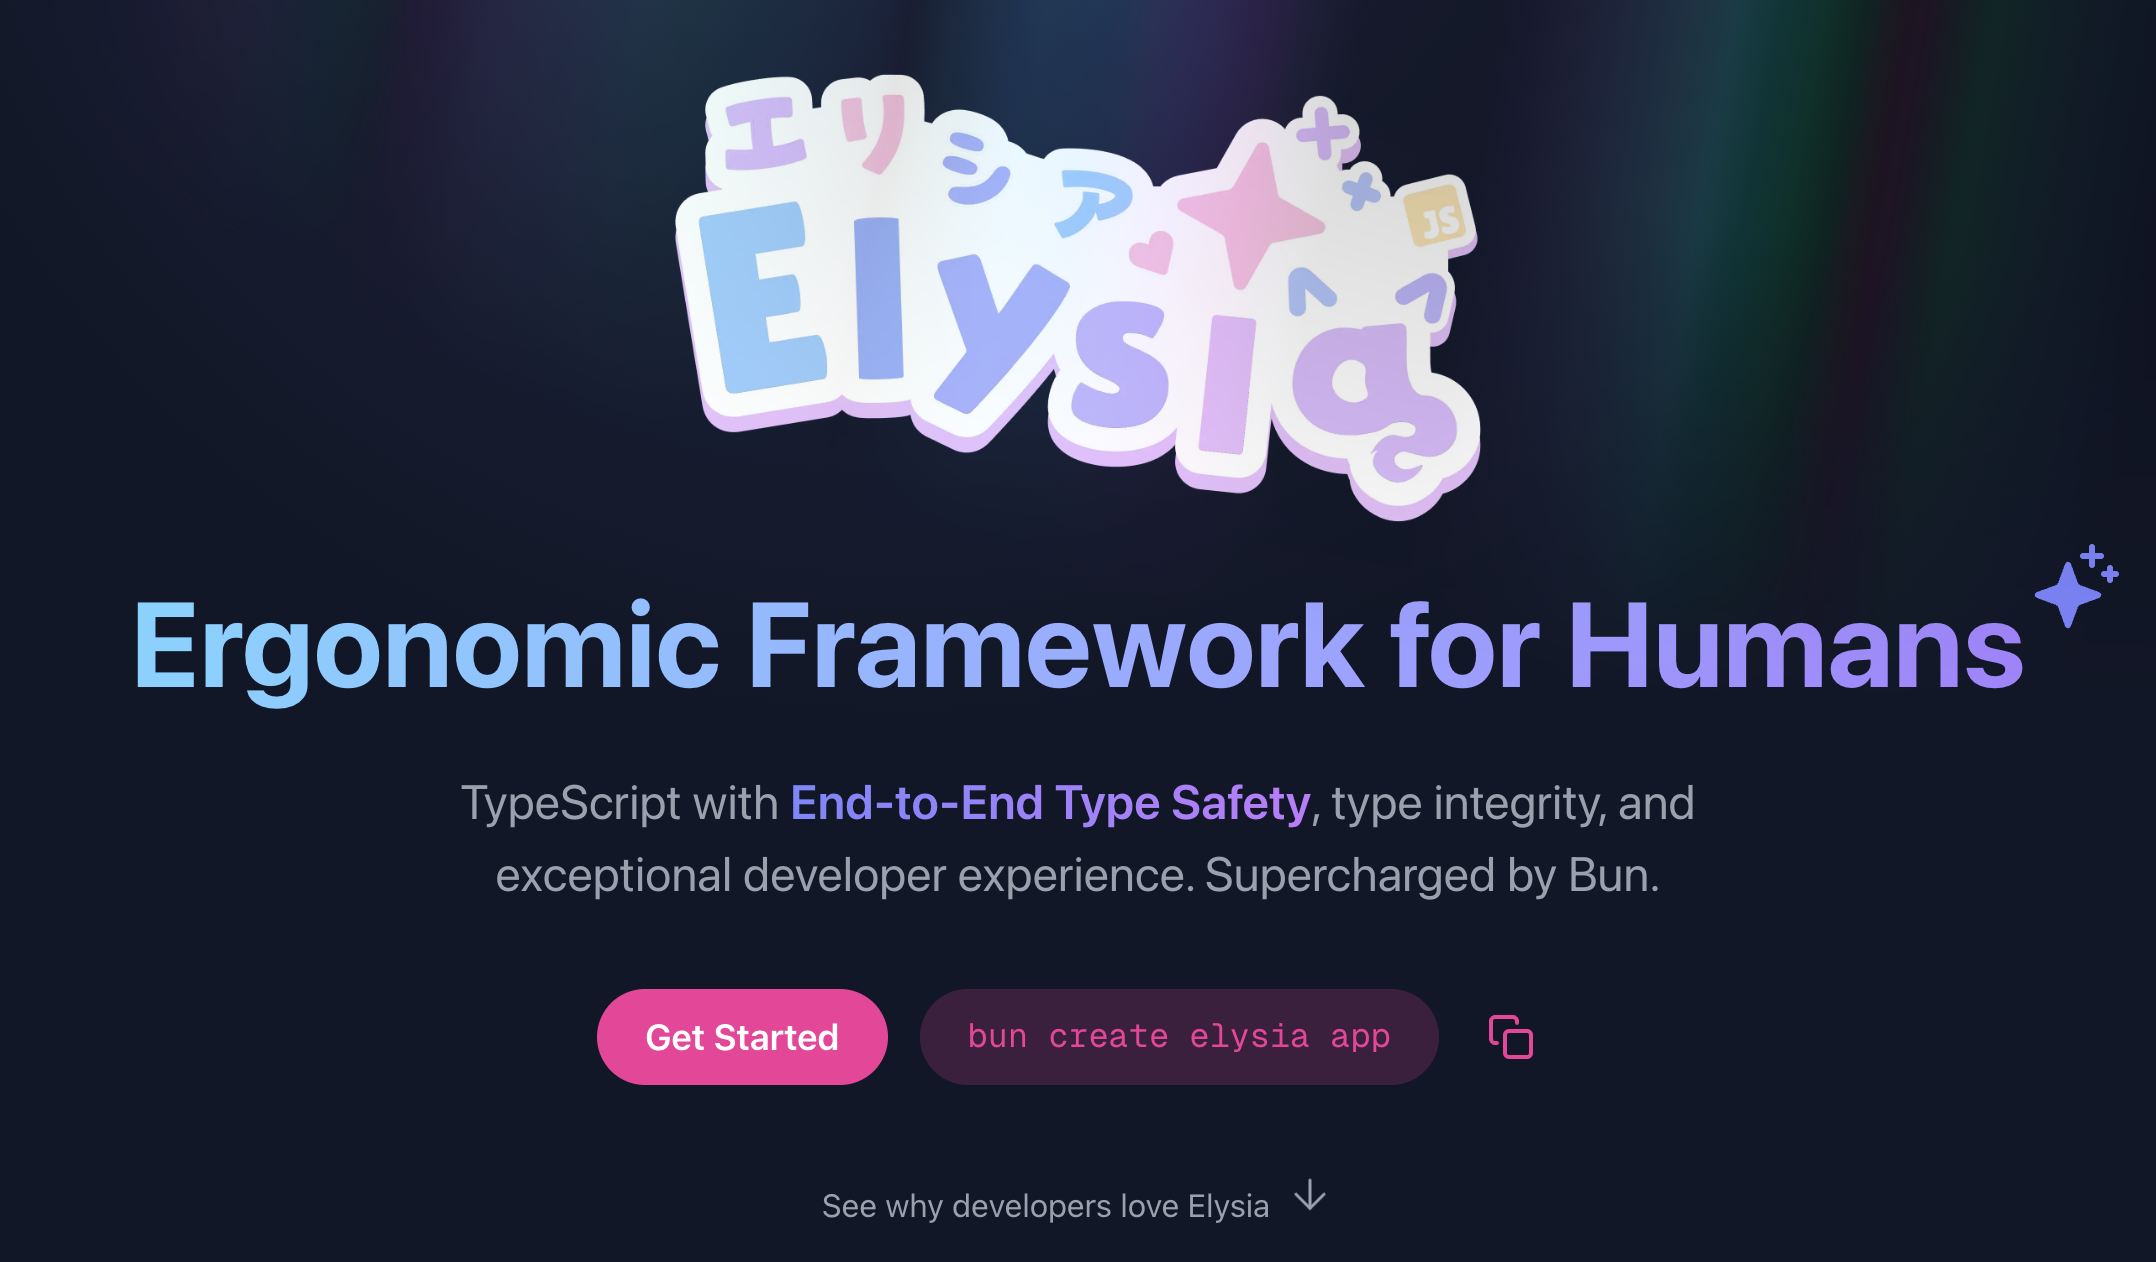 エリシア
Elysia
JS
Ergonomic Framework for Humans
TypeScript with End-to-End Type Safety, type integrity, and
exceptional developer experience. Supercharged by Bun.
Get Started
bun create elysia app
See why developers love Elysia